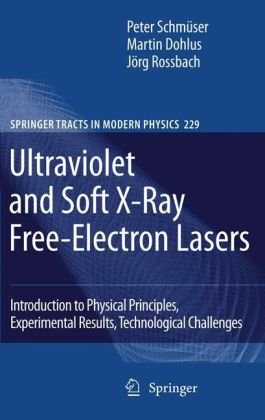 Peter Schmüser
Martin Dohlus
Jörg Rossbach
SPRINGER TRACTS IN MODERN PHYSICS 229
Ultraviolet
and Soft X-Ray
Free-Electron Lasers
Introduction to Physical Principles,
Experimental Results, Technological Challenges
Springer